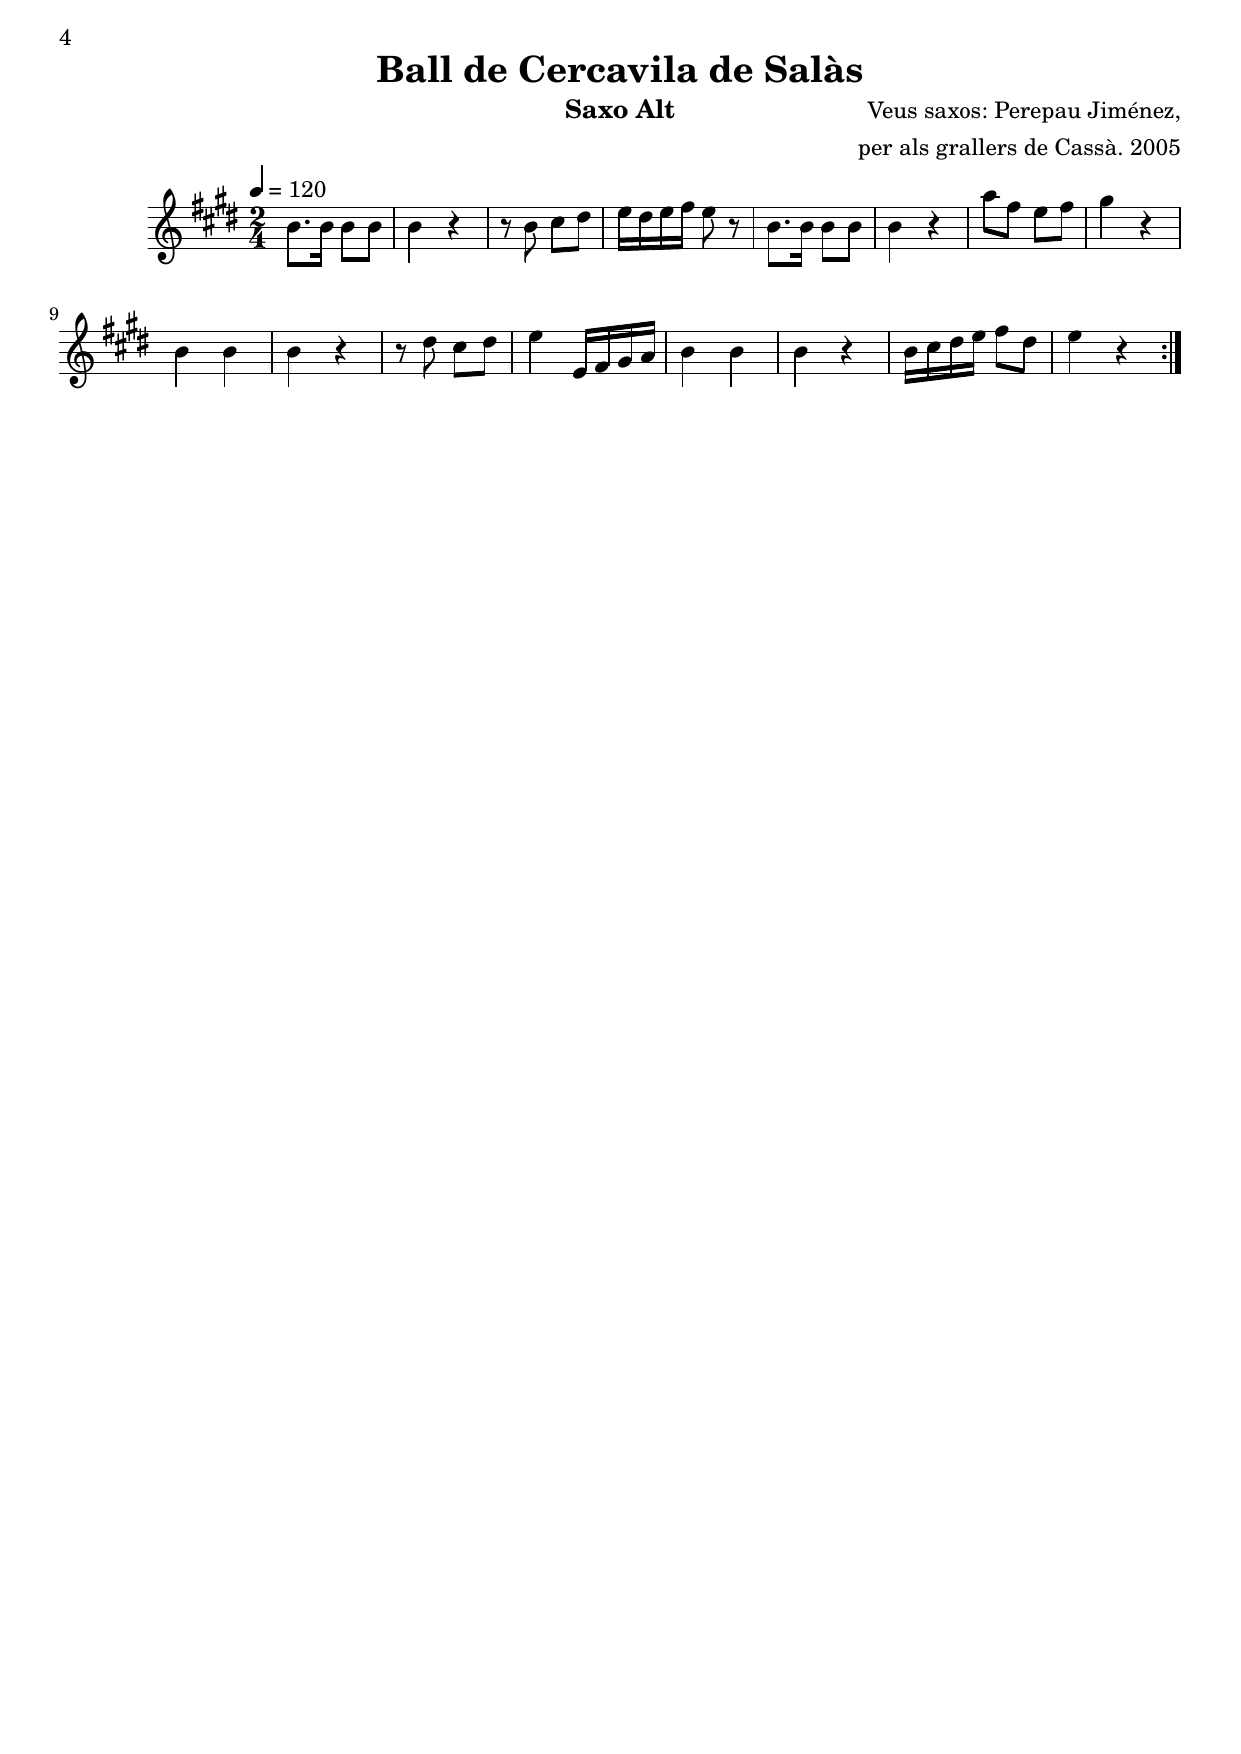 4
Ball de Cercavila de Salàs
Saxo Alt
Veus saxos: Perepau Jiménez,
per als grallers de Cassà. 2005
= 120
2
4
9